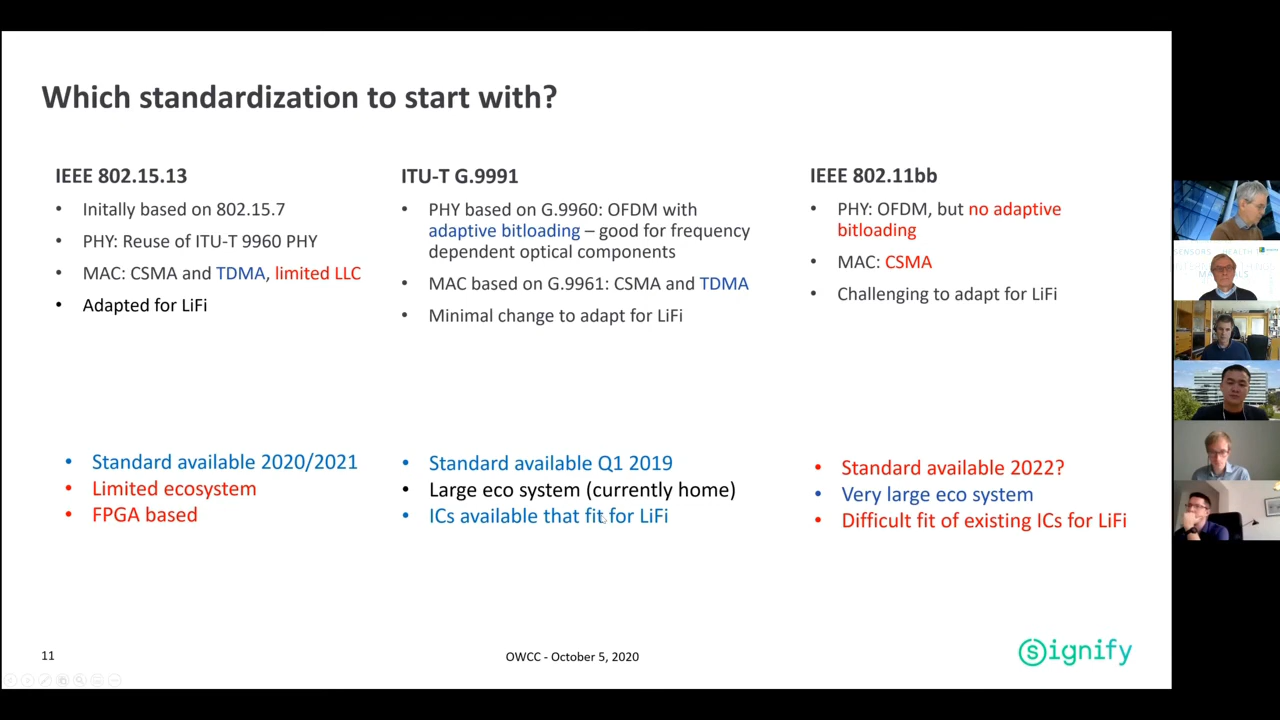 Which standardization to start with?
IEEE 802.15.13
• Initally based on 802.15.7
• PHY: Reuse of ITU-T 9960 PHY
• MAC: CSMA and TDMA, limited LLC
• Adapted for LiFi
• Standard available 2020/2021
• Limited ecosystem
• FPGA based
ITU-T G.9991
• PHY based on G.9960: OFDM with
adaptive bitloading – good for frequency
dependent optical components
• MAC based on G.9961: CSMA and TDMA
• Minimal change to adapt for LiFi
• Standard available Q1 2019
• Large eco system (currently home)
• ICs available that fit for LiFi
IEEE 802.11bb
• PHY: OFDM, but no adaptive
bitloading
• MAC: CSMA
• Challenging to adapt for LiFi
• Standard available 2022?
• Very large eco system
• Difficult fit of existing ICs for LiFi
11
OWCC - October 5, 2020
Signify